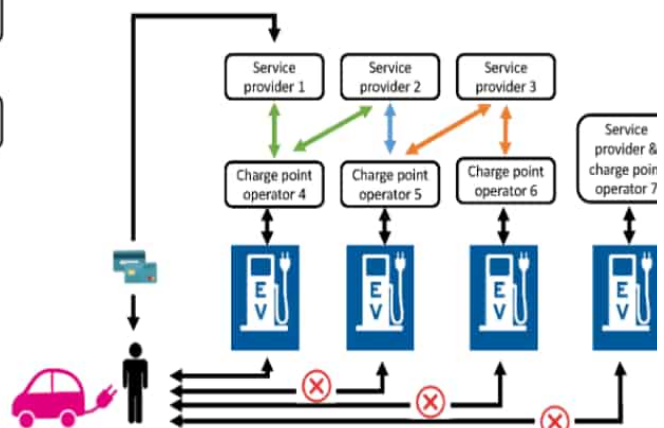 Service
provider 1
Service
provider 2
Service
provider 3
Service
provider &
charge poin
operator 7
Charge point
operator 4
Charge point
operator 5
Charge point
operator 6
E
V
E
V
E
V
E
V